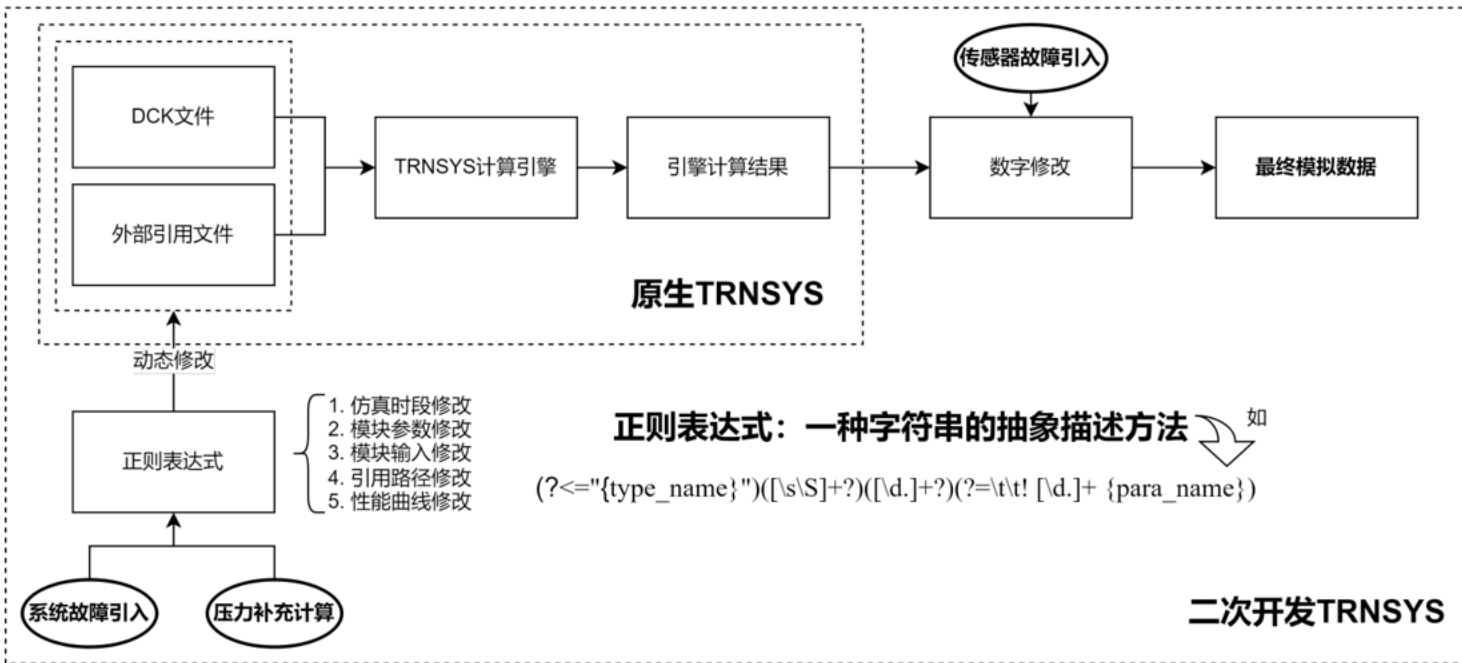 传感器故障引入
DCK文件
TRNSYS计算引擎
引擎计算结果
数字修改
最终模拟数据
外部引用文件
原生TRNSYS
动态修改
正则表达式
1. 仿真时段修改
2. 模块参数修改
3. 模块输入修改
4. 引用路径修改
5. 性能曲线修改
正则表达式：一种字符串的抽象描述方法
如
(?<="{type_name}")([\s\S]+?)([\d.]+?)(?=\t\t! [\d.]+ {para_name})
系统故障引入
压力补充计算
二次开发TRNSYS